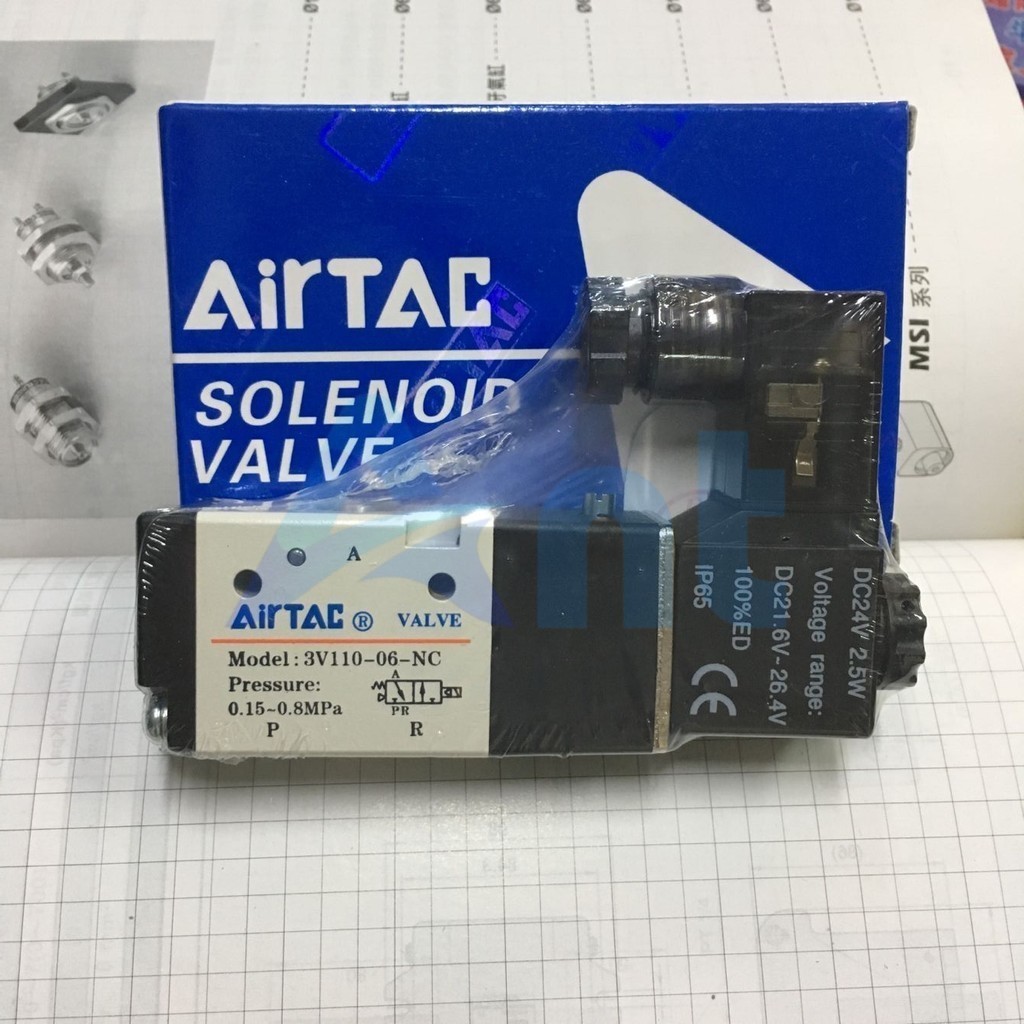 AirTAC
SOLENOID
VALVE
MSI 系列
A
AirTAC ® VALVE
Model: 3V110-06-NC
Pressure:
0.15~0.8MPa
A
PR
P R
DC24V 2.5W
Voltage range:
DC21.6V~26.4V
100%ED
IP65
CE
Ant